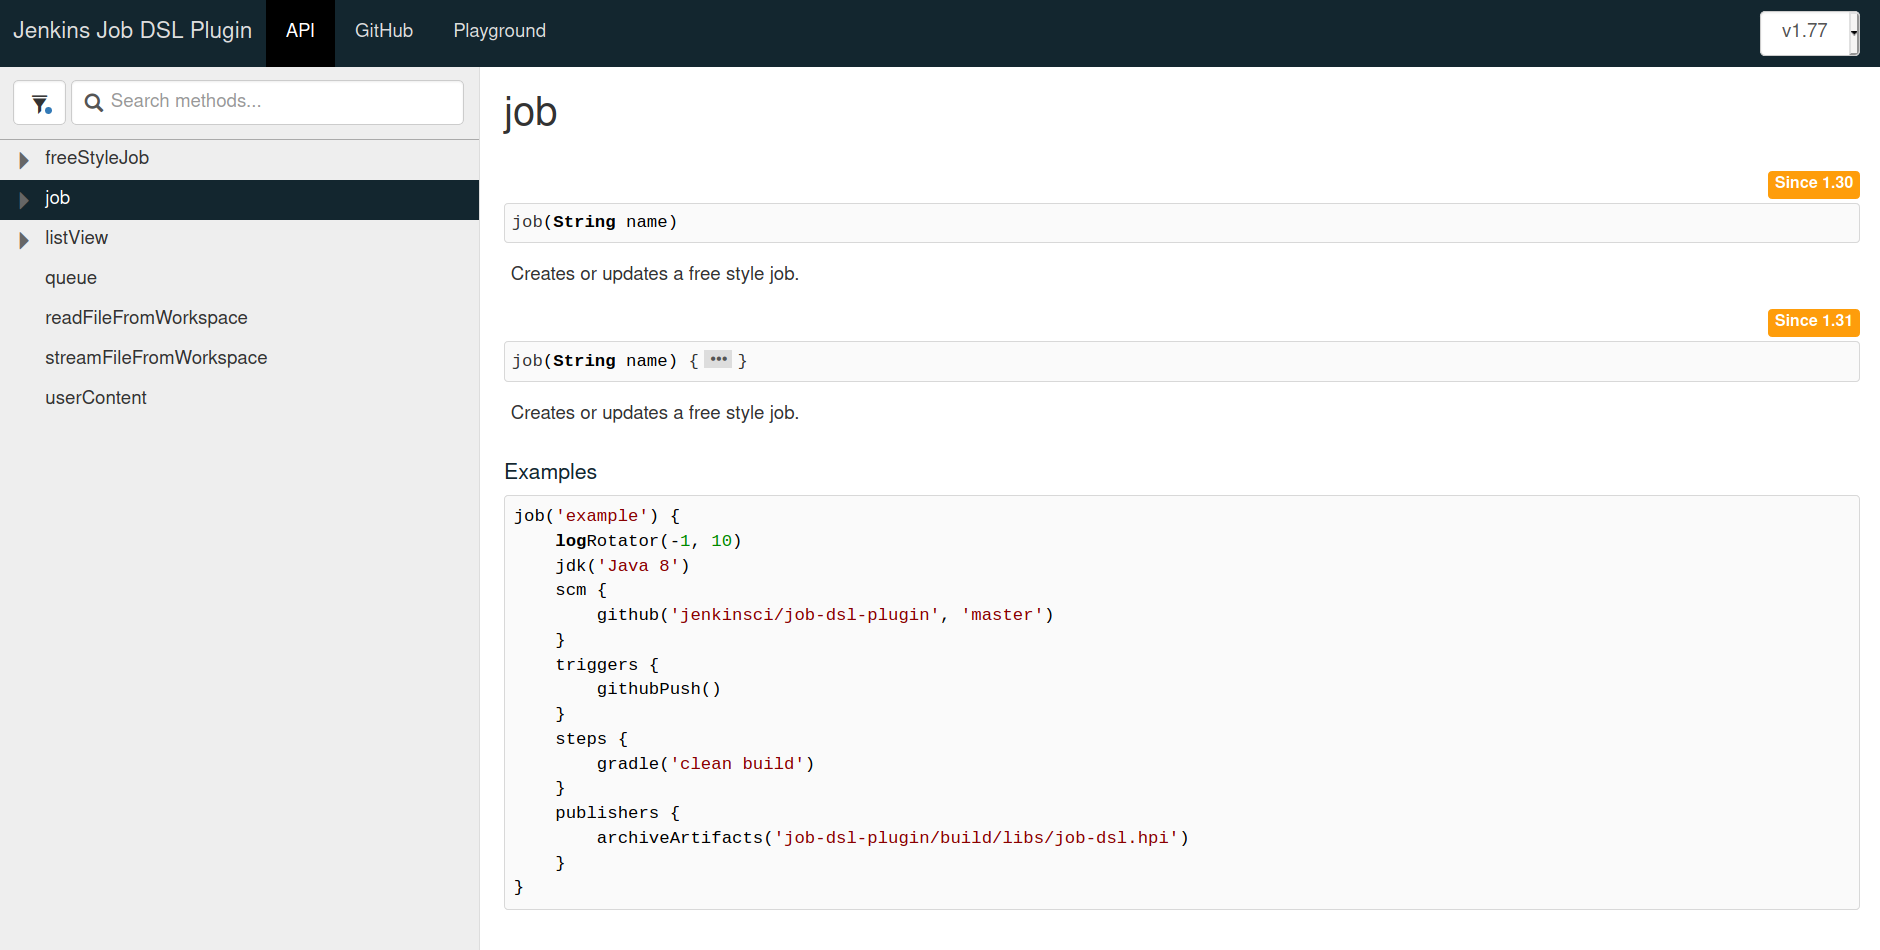 Jenkins Job DSL Plugin API GitHub Playground v1.77
Search methods...
freeStyleJob
job
listView
queue
readFileFromWorkspace
streamFileFromWorkspace
userContent
job
Since 1.30
job(String name)
Creates or updates a free style job.
Since 1.31
job(String name) { ••• }
Creates or updates a free style job.
Examples
job('example') {
    logRotator(-1, 10)
    jdk('Java 8')
    scm {
        github('jenkinsci/job-dsl-plugin', 'master')
    }
    triggers {
        githubPush()
    }
    steps {
        gradle('clean build')
    }
    publishers {
        archiveArtifacts('job-dsl-plugin/build/libs/job-dsl.hpi')
    }
}